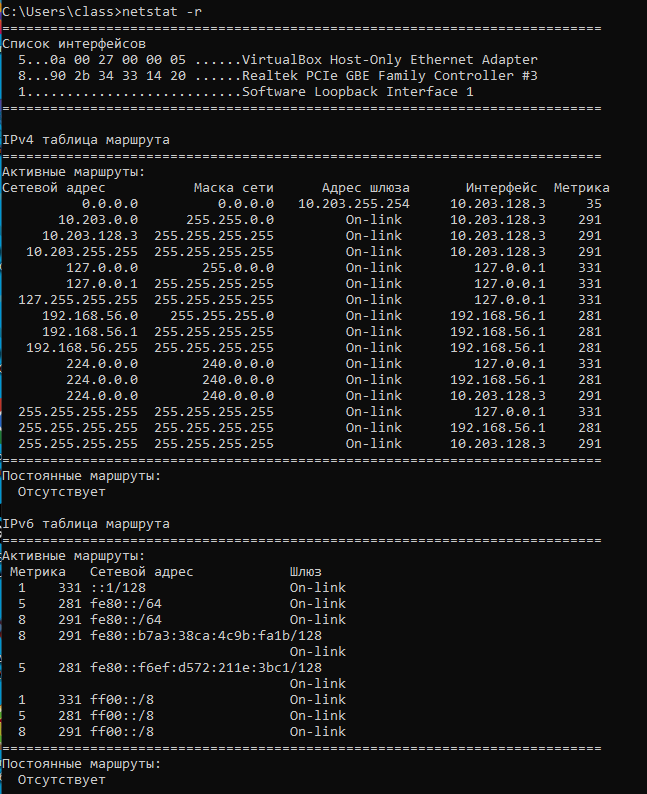 C:\Users\class>netstat -r
===========================================================================
Список интерфейсов
  5...0a 00 27 00 00 05 ......VirtualBox Host-Only Ethernet Adapter
  8...90 2b 34 33 14 20 ......Realtek PCIe GBE Family Controller #3
  1...........................Software Loopback Interface 1
===========================================================================
IPv4 таблица маршрута
===========================================================================
Активные маршруты:
Сетевой адрес           Маска сети      Адрес шлюза       Интерфейс  Метрика
          0.0.0.0          0.0.0.0   10.203.255.254     10.203.128.3     35
       10.203.0.0      255.255.0.0         On-link      10.203.128.3    291
     10.203.128.3  255.255.255.255         On-link      10.203.128.3    291
   10.203.255.255  255.255.255.255         On-link      10.203.128.3    291
        127.0.0.0        255.0.0.0         On-link         127.0.0.1    331
        127.0.0.1  255.255.255.255         On-link         127.0.0.1    331
  127.255.255.255  255.255.255.255         On-link         127.0.0.1    331
     192.168.56.0    255.255.255.0         On-link      192.168.56.1    281
     192.168.56.1  255.255.255.255         On-link      192.168.56.1    281
   192.168.56.255  255.255.255.255         On-link      192.168.56.1    281
        224.0.0.0        240.0.0.0         On-link         127.0.0.1    331
        224.0.0.0        240.0.0.0         On-link      192.168.56.1    281
        224.0.0.0        240.0.0.0         On-link      10.203.128.3    291
  255.255.255.255  255.255.255.255         On-link         127.0.0.1    331
  255.255.255.255  255.255.255.255         On-link      192.168.56.1    281
  255.255.255.255  255.255.255.255         On-link      10.203.128.3    291
===========================================================================
Постоянные маршруты:
  Отсутствует
IPv6 таблица маршрута
===========================================================================
Активные маршруты:
 Метрика   Сетевой адрес            Шлюз
  1    331 ::1/128                  On-link
  5    281 fe80::/64                On-link
  8    291 fe80::/64                On-link
  8    291 fe80::b7a3:38ca:4c9b:fa1b/128
                                    On-link
  5    281 fe80::f6ef:d572:211e:3bc1/128
                                    On-link
  1    331 ff00::/8                 On-link
  5    281 ff00::/8                 On-link
  8    291 ff00::/8                 On-link
===========================================================================
Постоянные маршруты:
  Отсутствует